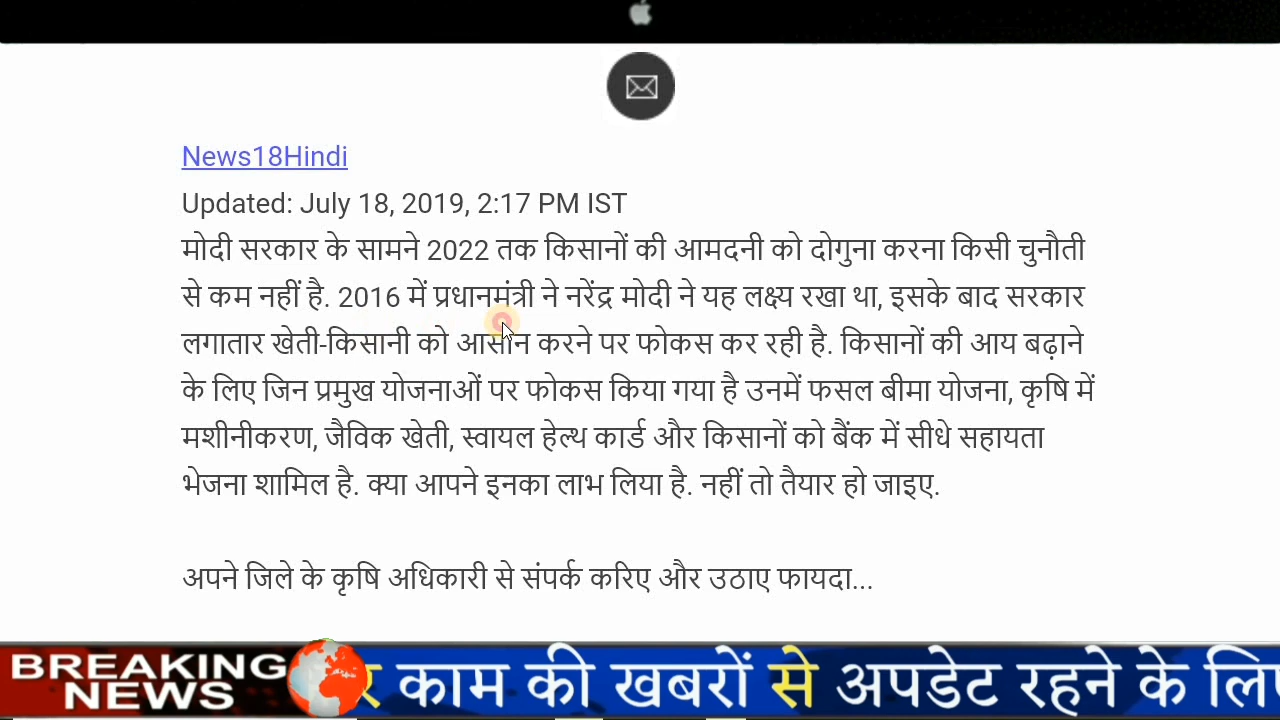 News18Hindi
Updated: July 18, 2019, 2:17 PM IST
मोदी सरकार के सामने 2022 तक किसानों की आमदनी को दोगुना करना किसी चुनौती
से कम नहीं है. 2016 में प्रधानमंत्री ने नरेंद्र मोदी ने यह लक्ष्य रखा था, इसके बाद सरकार
लगातार खेती-किसानी को आसान करने पर फोकस कर रही है. किसानों की आय बढ़ाने
के लिए जिन प्रमुख योजनाओं पर फोकस किया गया है उनमें फसल बीमा योजना, कृषि में
मशीनीकरण, जैविक खेती, स्वायल हेल्थ कार्ड और किसानों को बैंक में सीधे सहायता
भेजना शामिल है. क्या आपने इनका लाभ लिया है. नहीं तो तैयार हो जाइए.
अपने जिले के कृषि अधिकारी से संपर्क करिए और उठाए फायदा...
BREAKING
NEWS
काम की खबरों से अपडेट रहने के